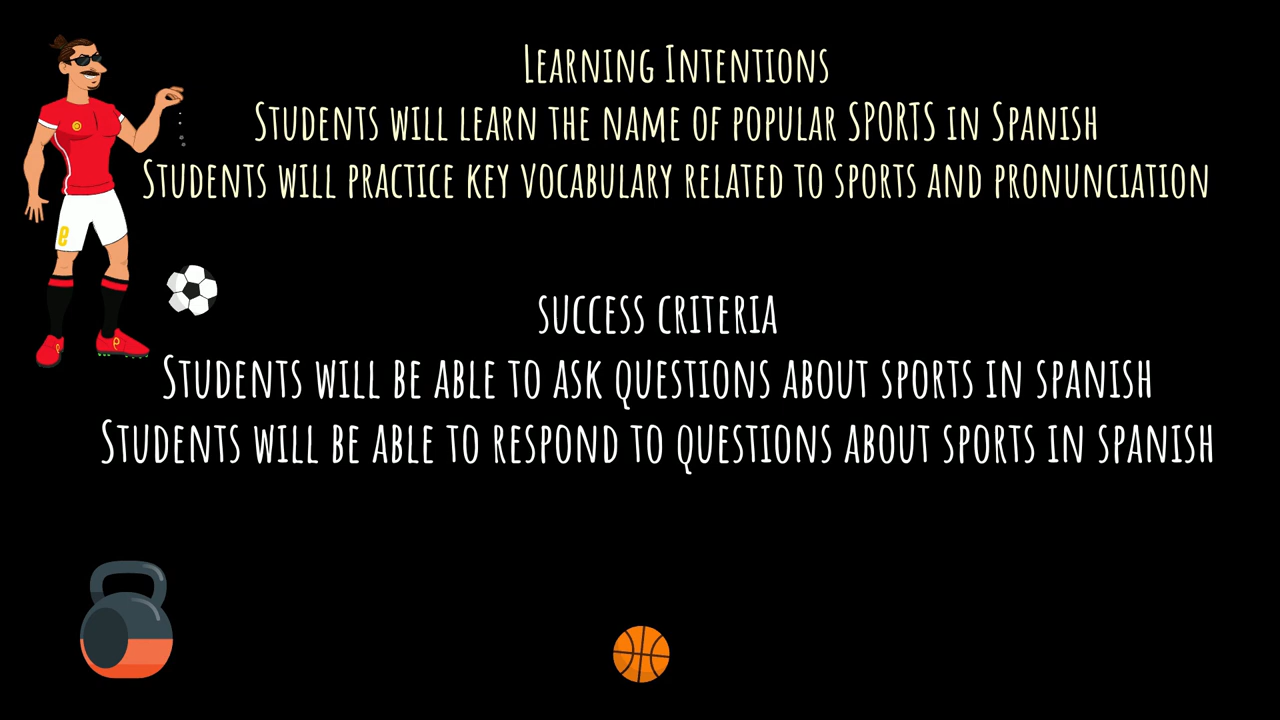 Learning Intentions
Students will learn the name of popular SPORTS in Spanish
Students will practice key vocabulary related to sports and pronunciation
success criteria
Students will be able to ask questions about sports in spanish
Students will be able to respond to questions about sports in spanish